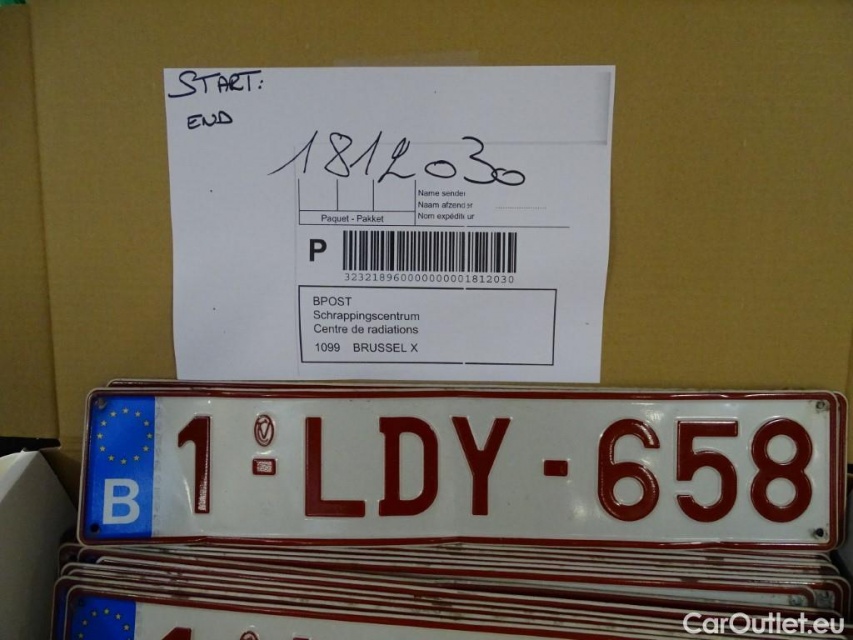 START:
END
1812030
Name sender
Naam afzender
Nom expéditeur
Paquet - Pakket
P
3232189600000000001812030
BPOST
Schrappingscentrum
Centre de radiations
1099 BRUSSEL X
B 1-LDY-658
CarOutlet.eu